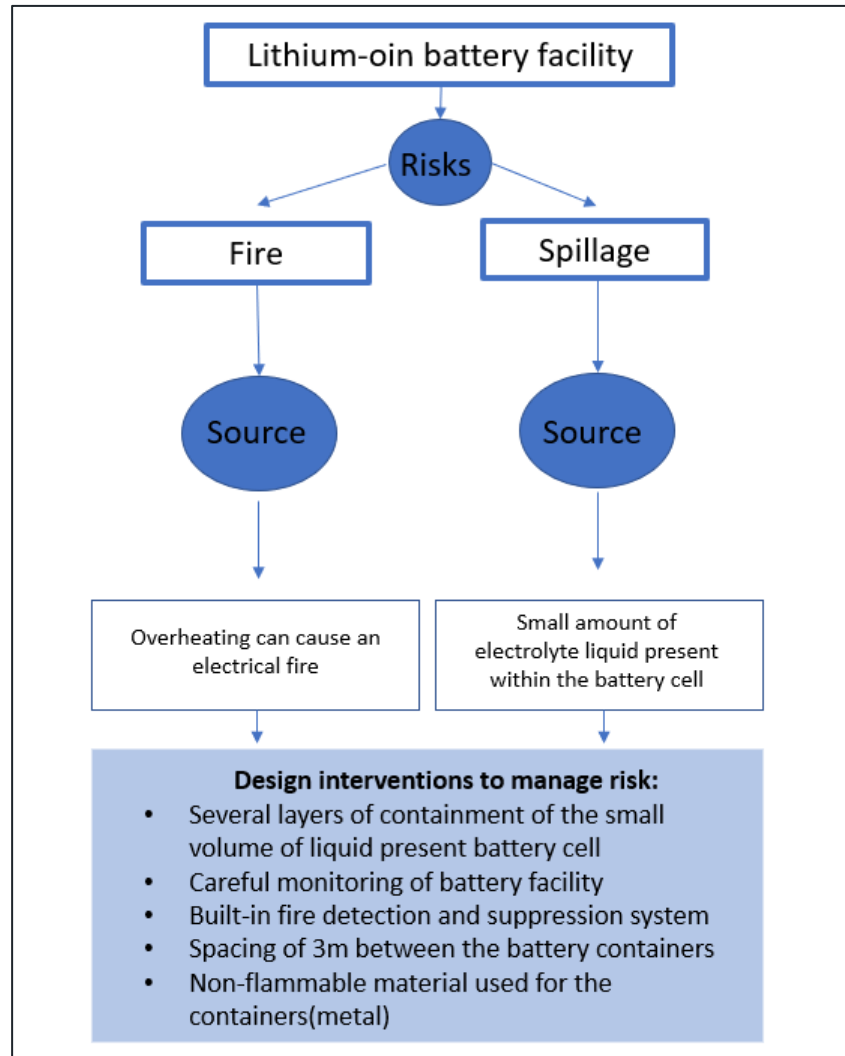 Lithium-oin battery facility
Risks
Fire
Spillage
Source
Source
Overheating can cause an
electrical fire
Small amount of
electrolyte liquid present
within the battery cell
Design interventions to manage risk:
• Several layers of containment of the small
volume of liquid present battery cell
• Careful monitoring of battery facility
• Built-in fire detection and suppression system
• Spacing of 3m between the battery containers
• Non-flammable material used for the
containers(metal)